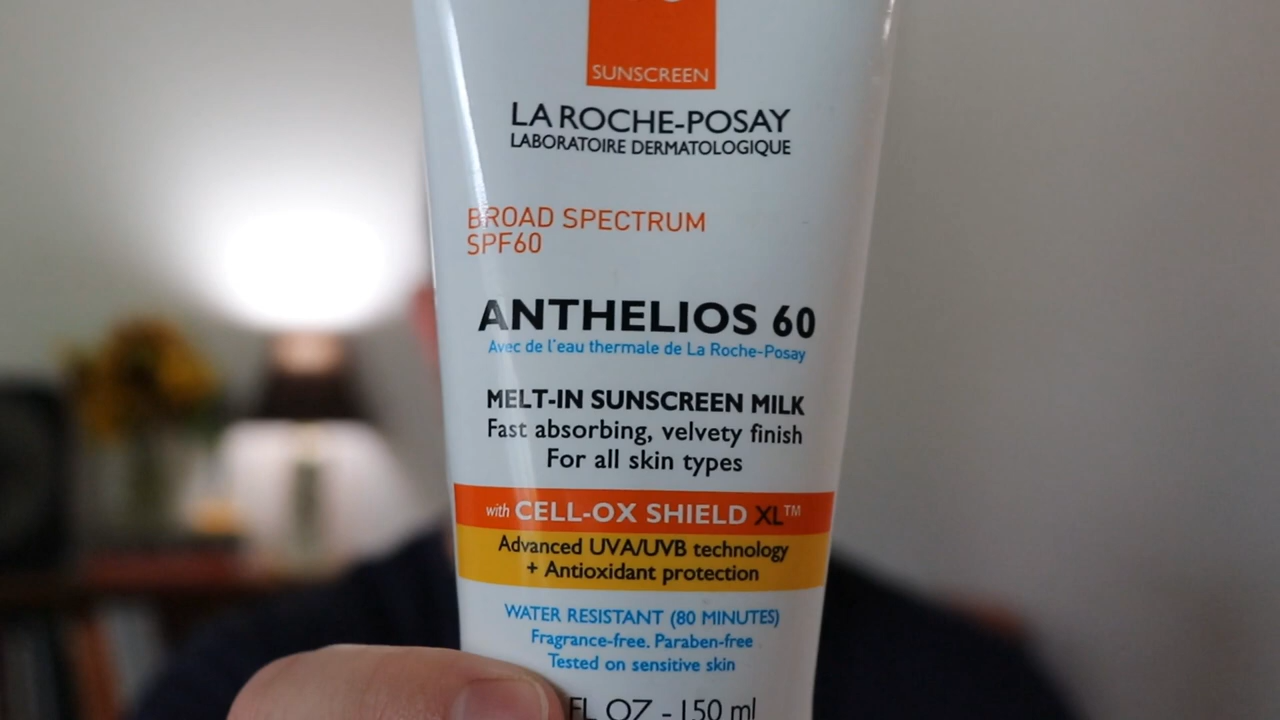 SUNSCREEN
LA ROCHE-POSAY
LABORATOIRE DERMATOLOGIQUE
BROAD SPECTRUM
SPF60
ANTHELIOS 60
Avec de l'eau thermale de La Roche-Posay
MELT-IN SUNSCREEN MILK
Fast absorbing, velvety finish
For all skin types
with CELL-OX SHIELD XL™
Advanced UVA/UVB technology
+ Antioxidant protection
WATER RESISTANT (80 MINUTES)
Fragrance-free. Paraben-free
Tested on sensitive skin
FL OZ - 150 ml